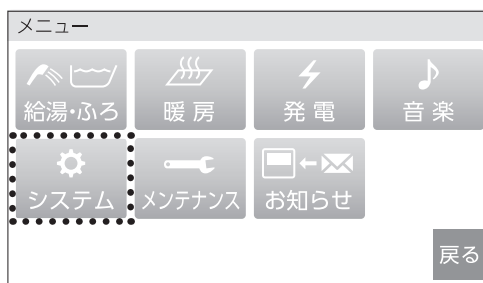 メニュー
給湯･ふろ
暖房
発電
音楽
システム
メンテナンス
お知らせ
戻る